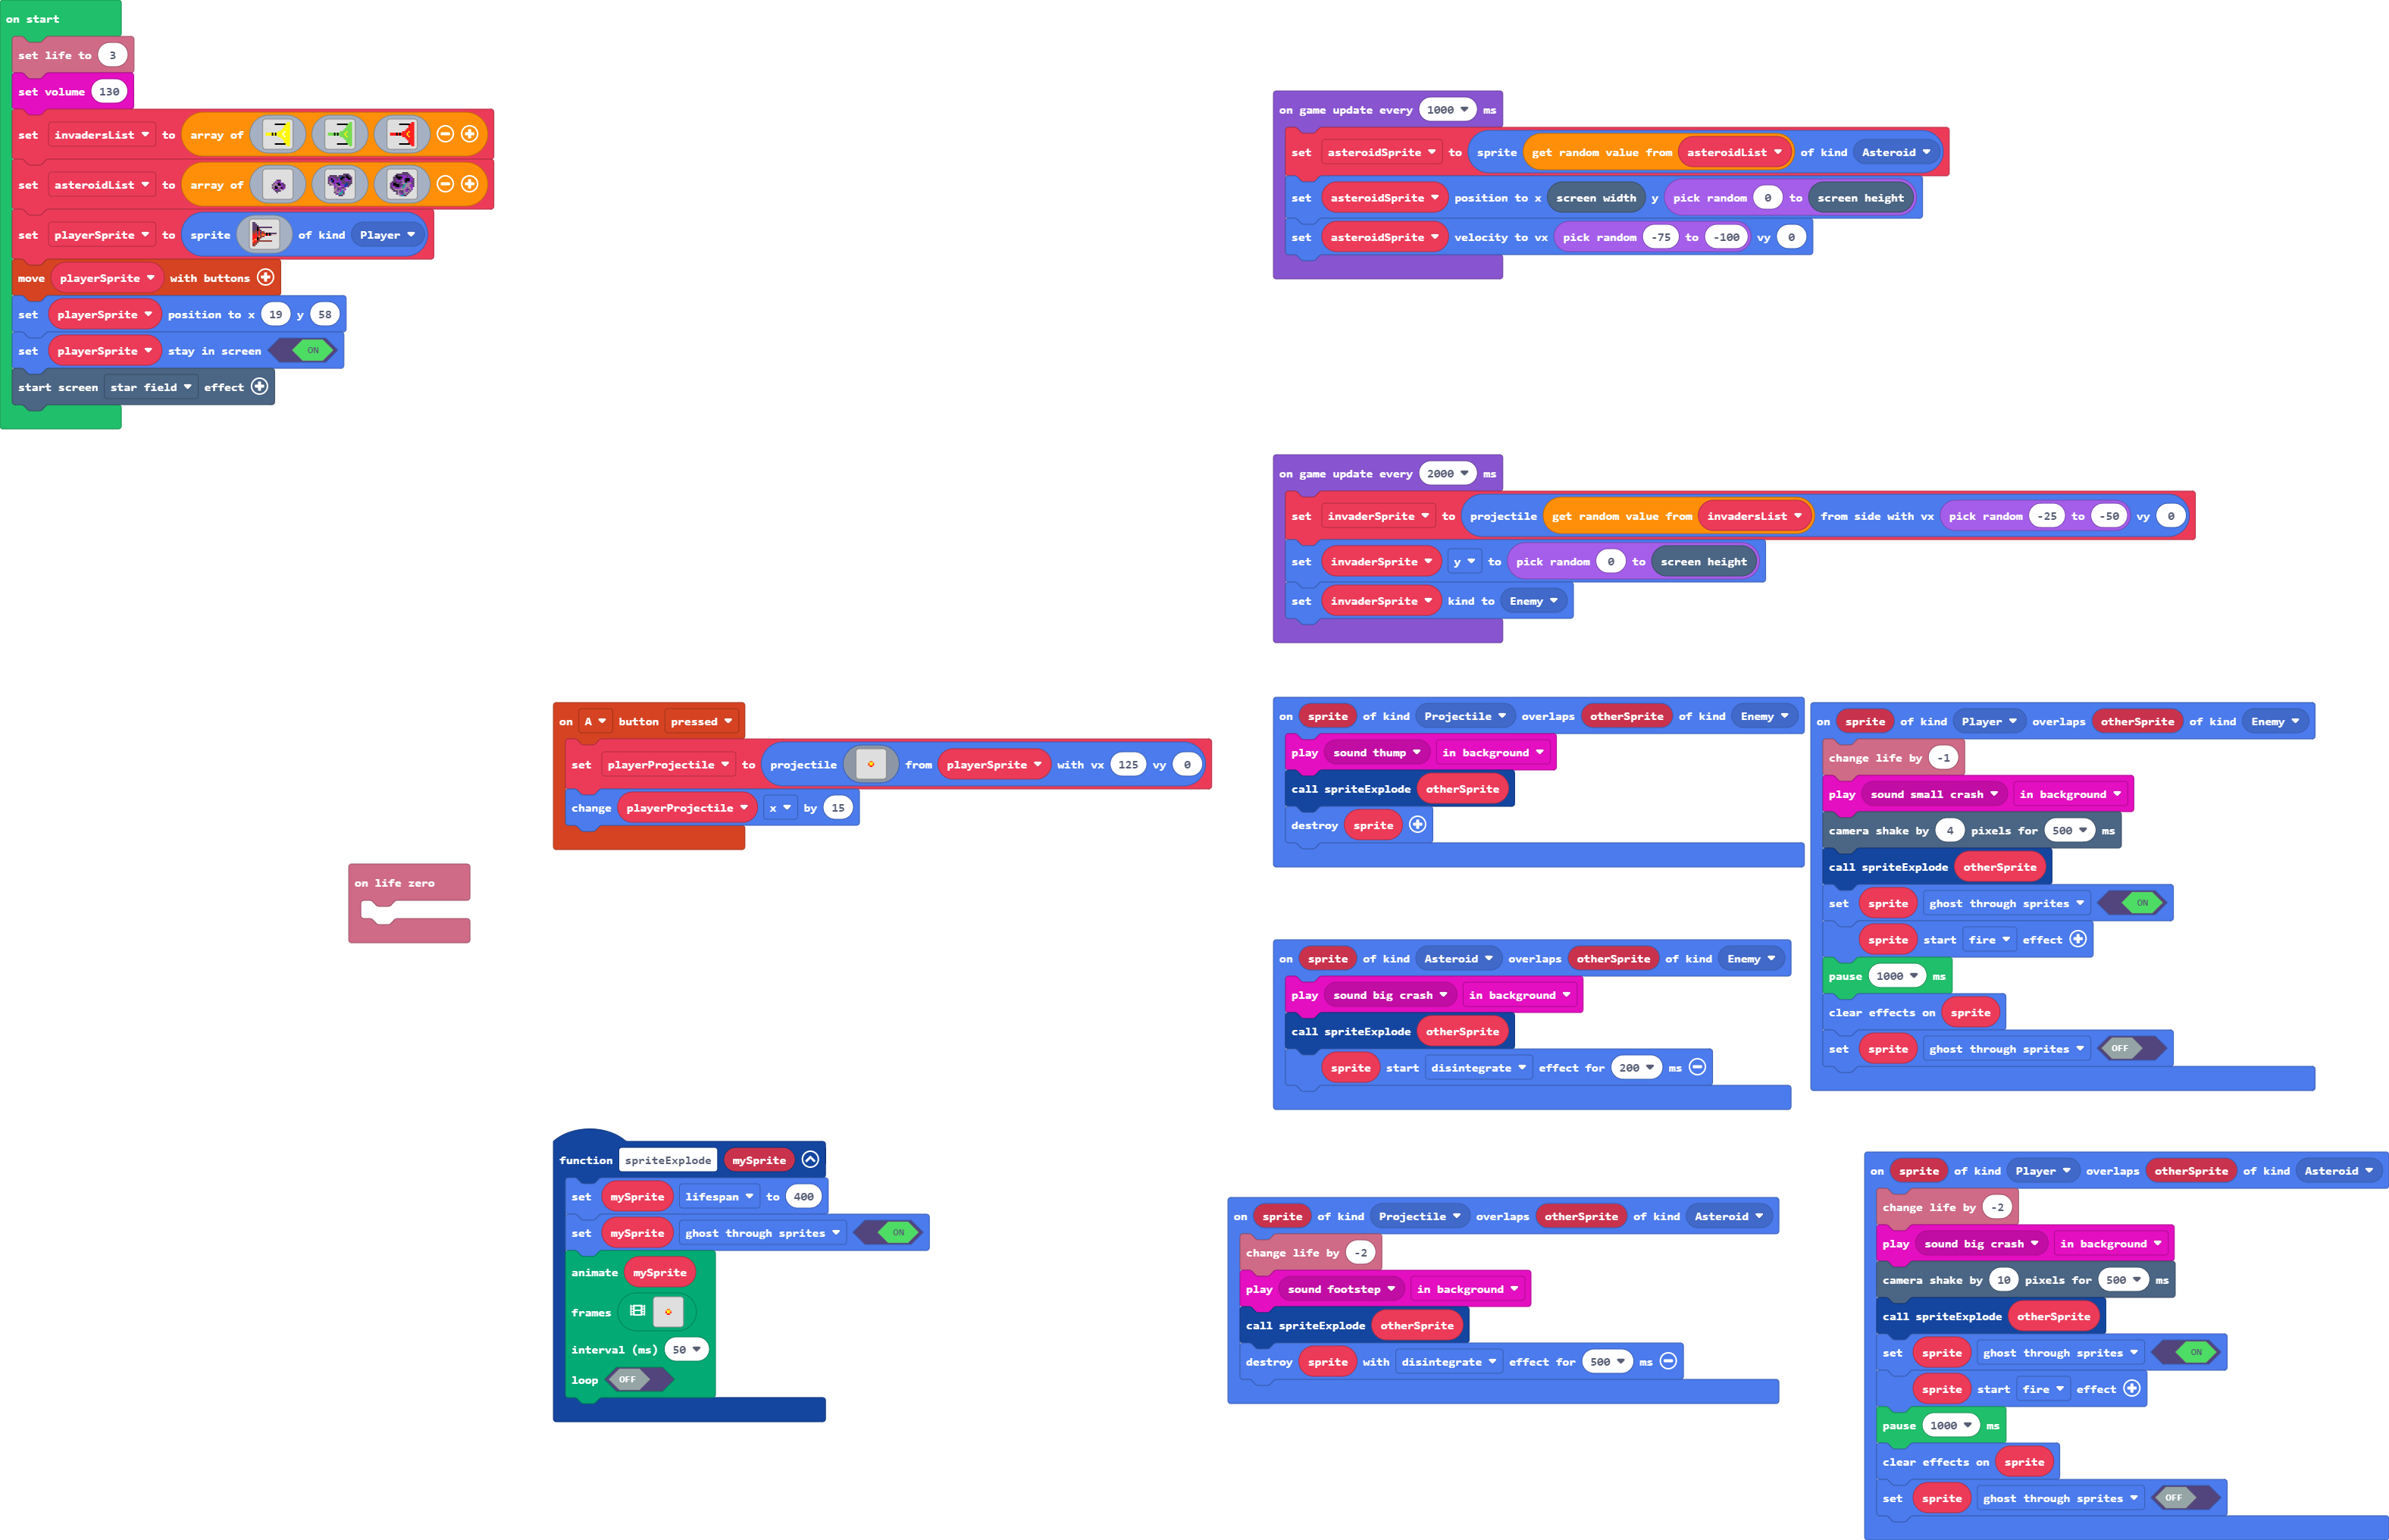 on start
set life to 3
set volume 130
set invadersList to array of
set asteroidList to array of
set playerSprite to sprite of kind Player
move playerSprite with buttons
set playerSprite position to x 19 y 58
set playerSprite stay in screen ON
start screen star field effect
on game update every 1000 ms
set asteroidSprite to sprite get random value from asteroidList of kind Asteroid
set asteroidSprite position to x screen width y pick random 0 to screen height
set asteroidSprite velocity to vx pick random -75 to -100 vy 0
on game update every 2000 ms
set invaderSprite to projectile get random value from invadersList from side with vx pick random -25 to -50 vy 0
set invaderSprite y to pick random 0 to screen height
set invaderSprite kind to Enemy
on A button pressed
set playerProjectile to projectile from playerSprite with vx 125 vy 0
change playerProjectile x by 15
on life zero
on sprite of kind Projectile overlaps otherSprite of kind Enemy
play sound thump in background
call spriteExplode otherSprite
destroy sprite
on sprite of kind Player overlaps otherSprite of kind Enemy
change life by -1
play sound small crash in background
camera shake by 4 pixels for 500 ms
call spriteExplode otherSprite
set sprite ghost through sprites ON
sprite start fire effect
pause 1000 ms
clear effects on sprite
set sprite ghost through sprites OFF
on sprite of kind Asteroid overlaps otherSprite of kind Enemy
play sound big crash in background
call spriteExplode otherSprite
sprite start disintegrate effect for 200 ms
function spriteExplode mySprite
set mySprite lifespan to 400
set mySprite ghost through sprites ON
animate mySprite
frames
interval (ms) 50
loop OFF
on sprite of kind Projectile overlaps otherSprite of kind Asteroid
change life by -2
play sound footstep in background
call spriteExplode otherSprite
destroy sprite with disintegrate effect for 500 ms
on sprite of kind Player overlaps otherSprite of kind Asteroid
change life by -2
play sound big crash in background
camera shake by 10 pixels for 500 ms
call spriteExplode otherSprite
set sprite ghost through sprites ON
sprite start fire effect
pause 1000 ms
clear effects on sprite
set sprite ghost through sprites OFF